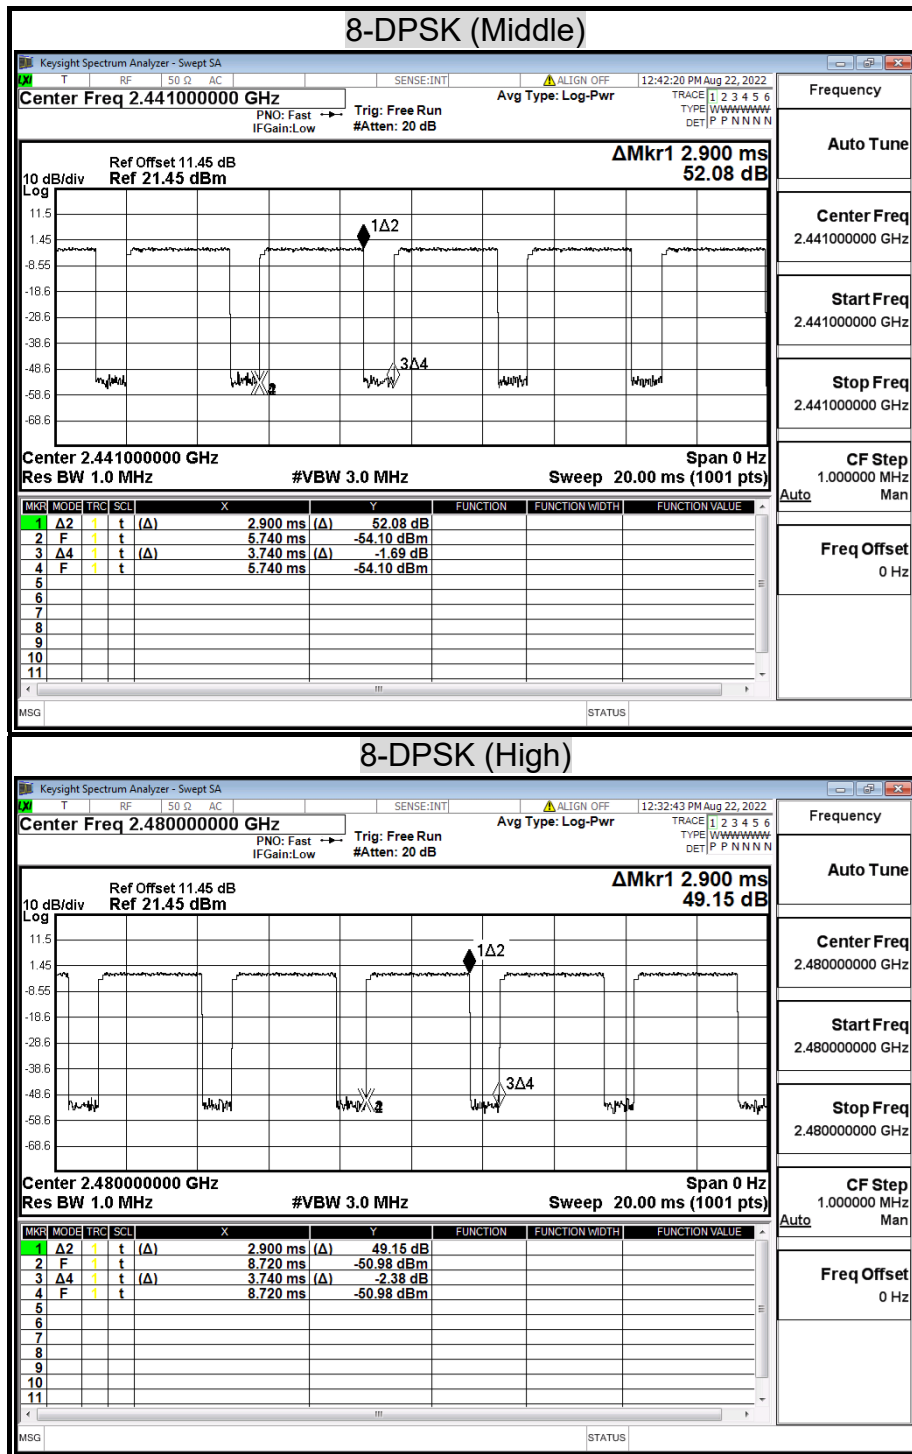 8-DPSK (Middle)
Keysight Spectrum Analyzer - Swept SA
LXI T RF 50 Ω AC SENSE:INT ALIGN OFF 12:42:20 PM Aug 22, 2022
Center Freq 2.441000000 GHz Avg Type: Log-Pwr TRACE 1 2 3 4 5 6
PNO: Fast Trig: Free Run TYPE WWWWWW
IFGain:Low #Atten: 20 dB DET P P N N N N
Frequency
Auto Tune
ΔMkr1 2.900 ms
52.08 dB
Ref Offset 11.45 dB
10 dB/div Ref 21.45 dBm
Log
11.5
1.45
-8.55
-18.6
-28.6
-38.6
-48.6
-58.6
-68.6
1Δ2
3Δ4
Center 2.441000000 GHz Span 0 Hz
Res BW 1.0 MHz #VBW 3.0 MHz Sweep 20.00 ms (1001 pts)
Center Freq
2.441000000 GHz
Start Freq
2.441000000 GHz
Stop Freq
2.441000000 GHz
CF Step
1.000000 MHz
Auto Man
Freq Offset
0 Hz
MKR MODE TRC SCL X Y FUNCTION FUNCTION WIDTH FUNCTION VALUE
1 Δ2 1 t (Δ) 2.900 ms (Δ) 52.08 dB
2 F 1 t 5.740 ms -54.10 dBm
3 Δ4 1 t (Δ) 3.740 ms (Δ) -1.69 dB
4 F 1 t 5.740 ms -54.10 dBm
5
6
7
8
9
10
11
MSG STATUS
8-DPSK (High)
Keysight Spectrum Analyzer - Swept SA
LXI T RF 50 Ω AC SENSE:INT ALIGN OFF 12:32:43 PM Aug 22, 2022
Center Freq 2.480000000 GHz Avg Type: Log-Pwr TRACE 1 2 3 4 5 6
PNO: Fast Trig: Free Run TYPE WWWWWW
IFGain:Low #Atten: 20 dB DET P P N N N N
Frequency
Auto Tune
ΔMkr1 2.900 ms
49.15 dB
Ref Offset 11.45 dB
10 dB/div Ref 21.45 dBm
Log
11.5
1.45
-8.55
-18.6
-28.6
-38.6
-48.6
-58.6
-68.6
1Δ2
3Δ4
Center 2.480000000 GHz Span 0 Hz
Res BW 1.0 MHz #VBW 3.0 MHz Sweep 20.00 ms (1001 pts)
Center Freq
2.480000000 GHz
Start Freq
2.480000000 GHz
Stop Freq
2.480000000 GHz
CF Step
1.000000 MHz
Auto Man
Freq Offset
0 Hz
MKR MODE TRC SCL X Y FUNCTION FUNCTION WIDTH FUNCTION VALUE
1 Δ2 1 t (Δ) 2.900 ms (Δ) 49.15 dB
2 F 1 t 8.720 ms -50.98 dBm
3 Δ4 1 t (Δ) 3.740 ms (Δ) -2.38 dB
4 F 1 t 8.720 ms -50.98 dBm
5
6
7
8
9
10
11
MSG STATUS